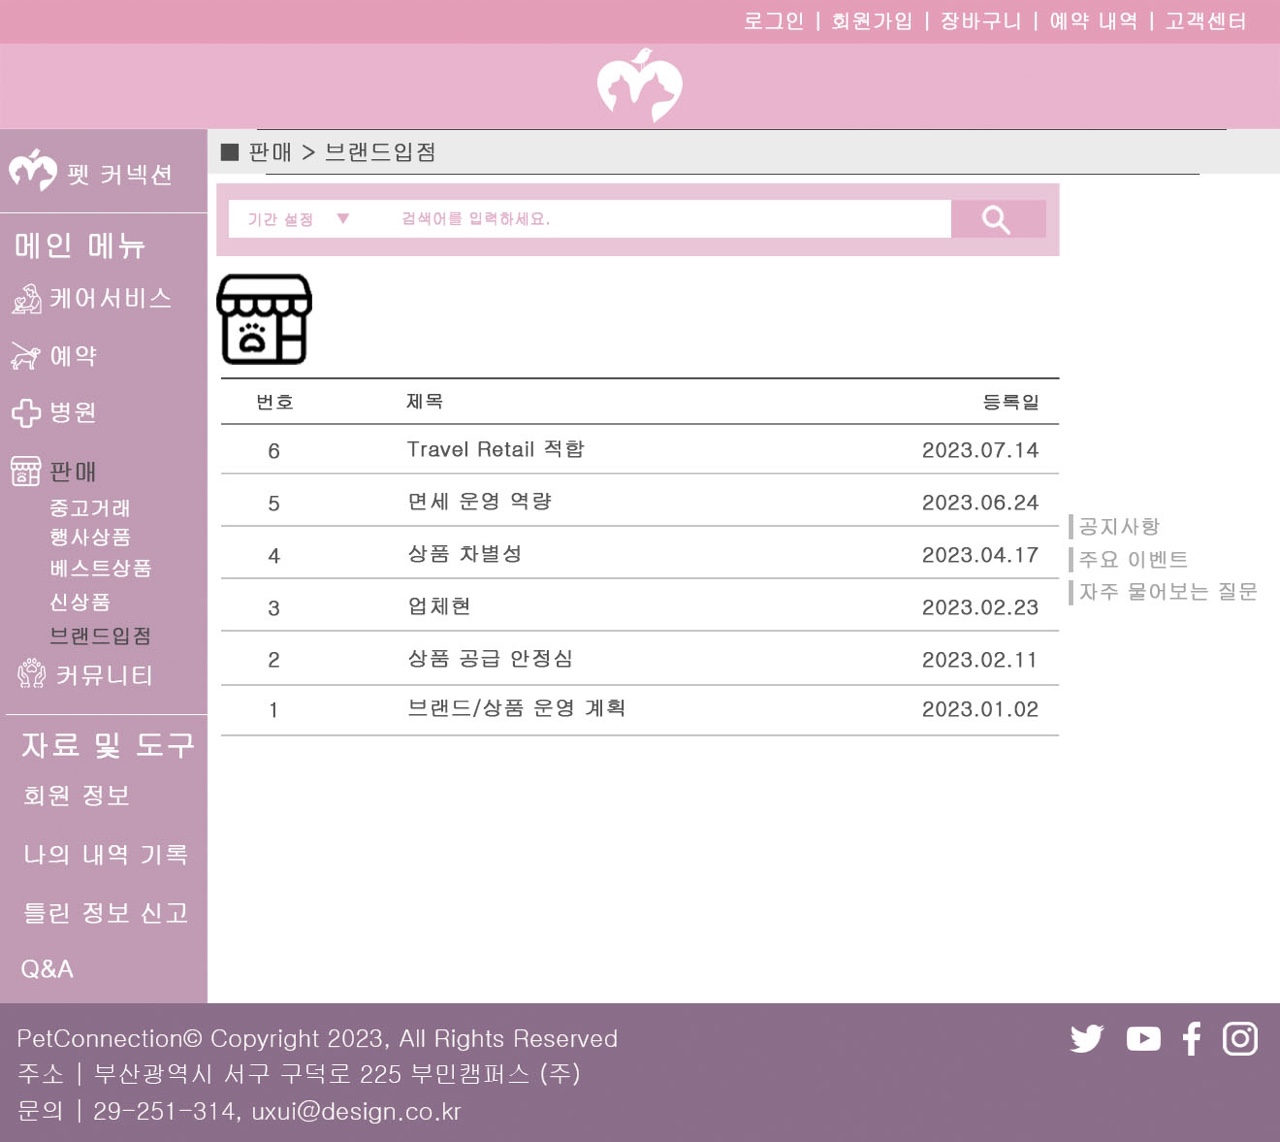 로그인 | 회원가입 | 장바구니 | 예약 내역 | 고객센터
펫 커넥션
■ 판매 > 브랜드입점
기간 설정 ▼ 검색어를 입력하세요.
메인 메뉴
케어서비스
예약
병원
판매
중고거래
행사상품
베스트상품
신상품
브랜드입점
커뮤니티
자료 및 도구
회원 정보
나의 내역 기록
틀린 정보 신고
Q&A
번호 제목 등록일
6 Travel Retail 적합 2023.07.14
5 면세 운영 역량 2023.06.24
4 상품 차별성 2023.04.17
3 업체현 2023.02.23
2 상품 공급 안정심 2023.02.11
1 브랜드/상품 운영 계획 2023.01.02
공지사항
주요 이벤트
자주 물어보는 질문
PetConnection© Copyright 2023, All Rights Reserved
주소 | 부산광역시 서구 구덕로 225 부민캠퍼스 (주)
문의 | 29-251-314, uxui@design.co.kr